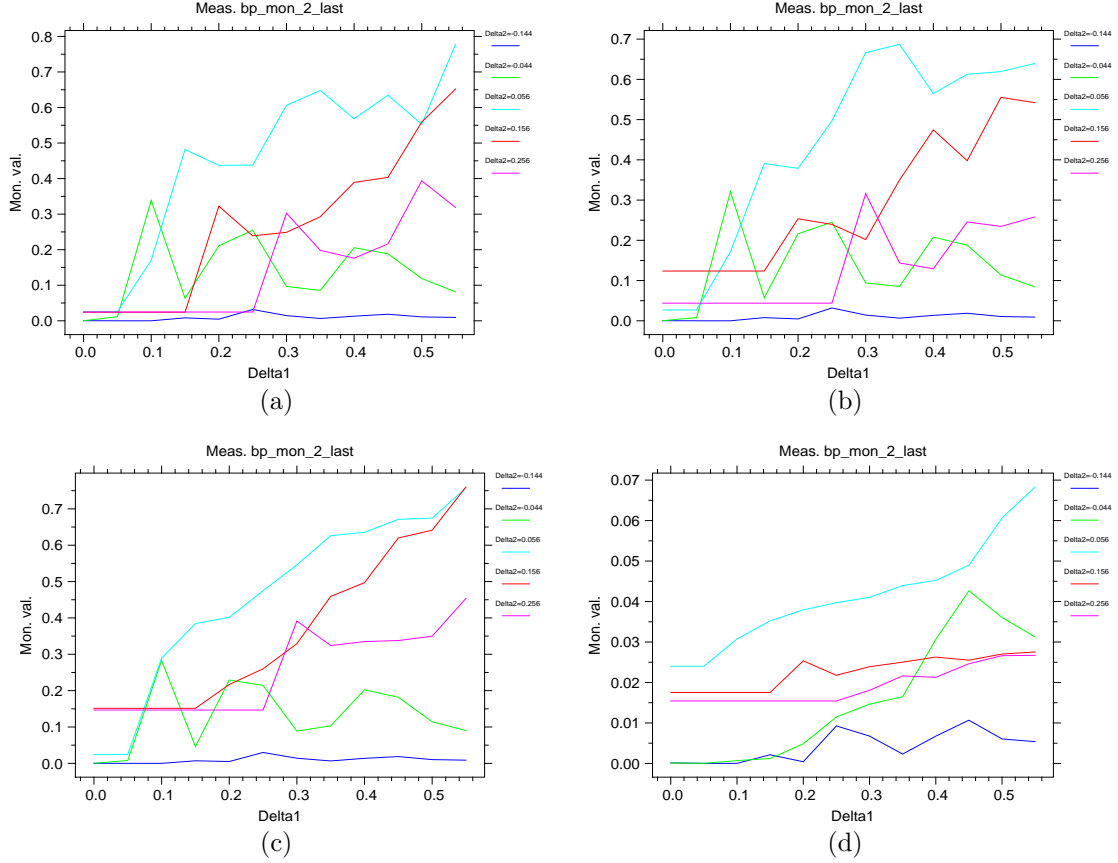 Meas. bp_mon_2_last
Mon. val.
0.8
0.7
0.6
0.5
0.4
0.3
0.2
0.1
0.0
0.0 0.1 0.2 0.3 0.4 0.5
Delta1
Delta2=-0.144
Delta2=-0.044
Delta2=0.056
Delta2=0.156
Delta2=0.256
(a)
Meas. bp_mon_2_last
Mon. val.
0.7
0.6
0.5
0.4
0.3
0.2
0.1
0.0
0.0 0.1 0.2 0.3 0.4 0.5
Delta1
Delta2=-0.144
Delta2=-0.044
Delta2=0.056
Delta2=0.156
Delta2=0.256
(b)
Meas. bp_mon_2_last
Mon. val.
0.7
0.6
0.5
0.4
0.3
0.2
0.1
0.0
0.0 0.1 0.2 0.3 0.4 0.5
Delta1
Delta2=-0.144
Delta2=-0.044
Delta2=0.056
Delta2=0.156
Delta2=0.256
(c)
Meas. bp_mon_2_last
Mon. val.
0.07
0.06
0.05
0.04
0.03
0.02
0.01
0.00
0.0 0.1 0.2 0.3 0.4 0.5
Delta1
Delta2=-0.144
Delta2=-0.044
Delta2=0.056
Delta2=0.156
Delta2=0.256
(d)